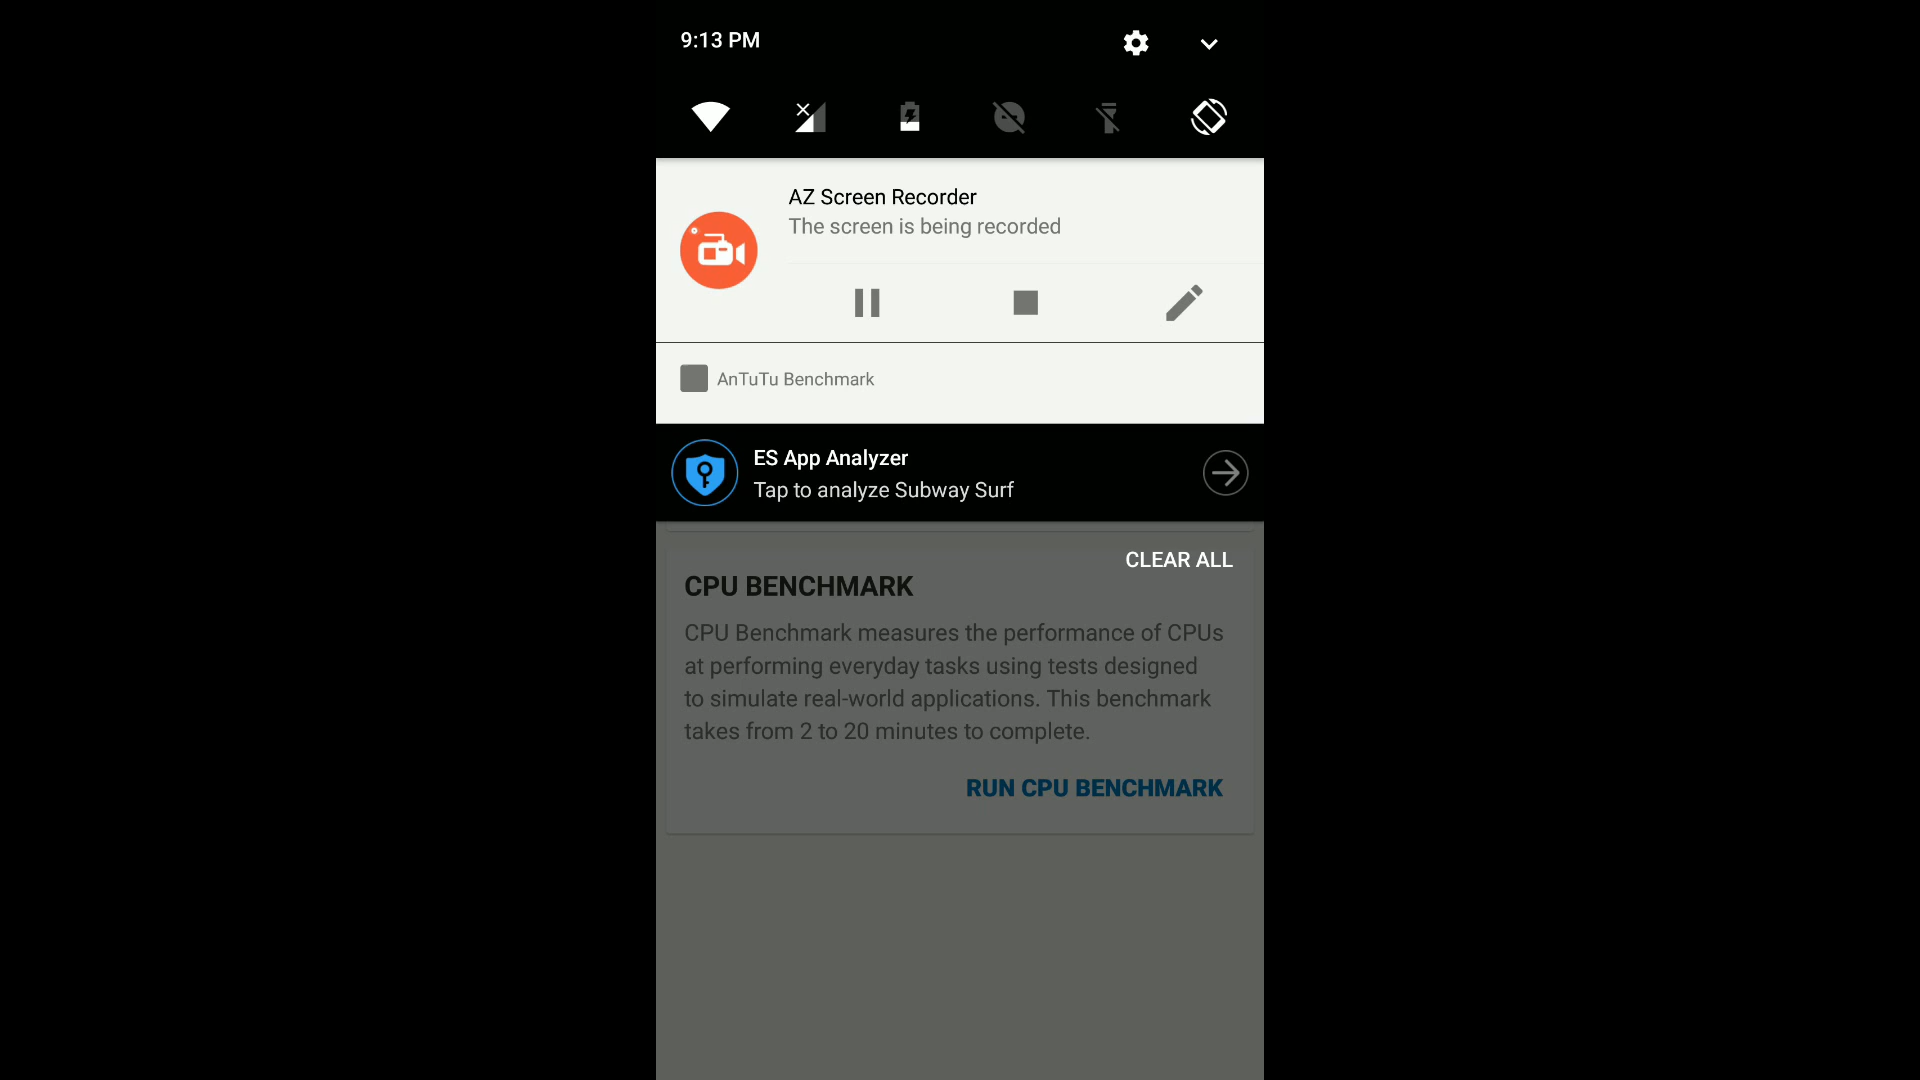 9:13 PM
AZ Screen Recorder
The screen is being recorded
AnTuTu Benchmark
ES App Analyzer
Tap to analyze Subway Surf
CLEAR ALL
CPU BENCHMARK
CPU Benchmark measures the performance of CPUs
at performing everyday tasks using tests designed
to simulate real-world applications. This benchmark
takes from 2 to 20 minutes to complete.
RUN CPU BENCHMARK